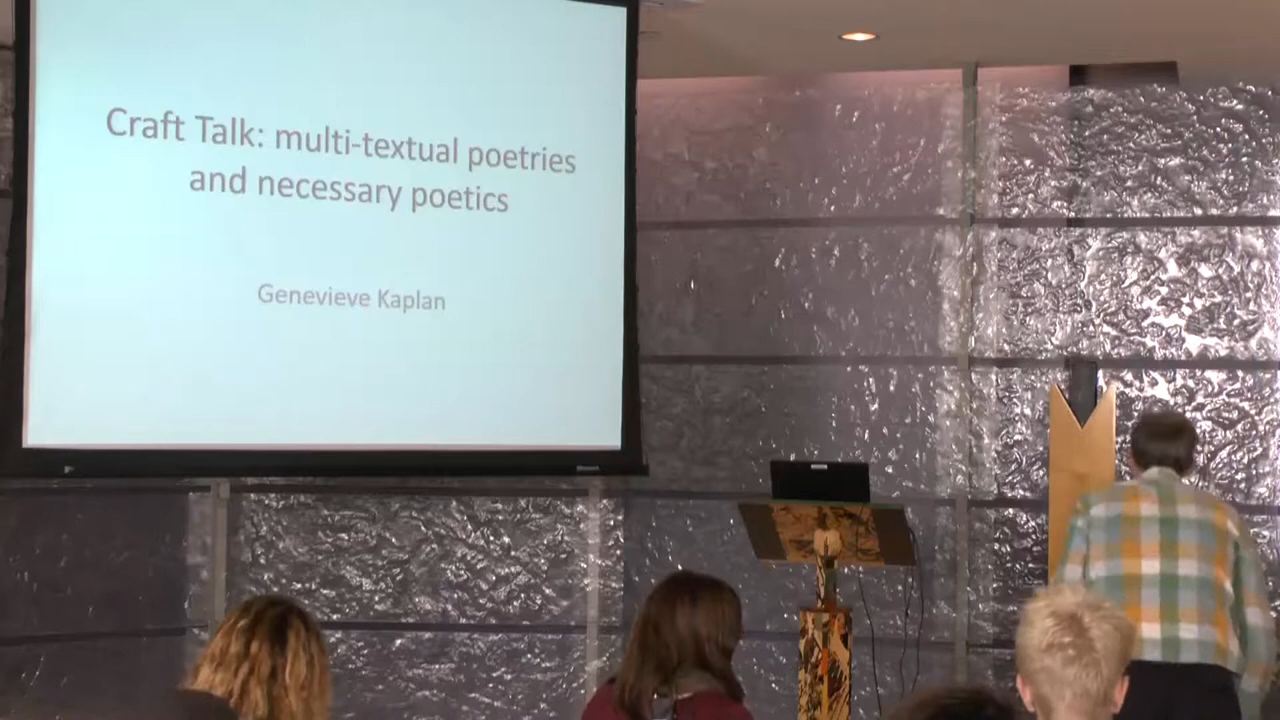 Craft Talk: multi-textual poetries
and necessary poetics
Genevieve Kaplan